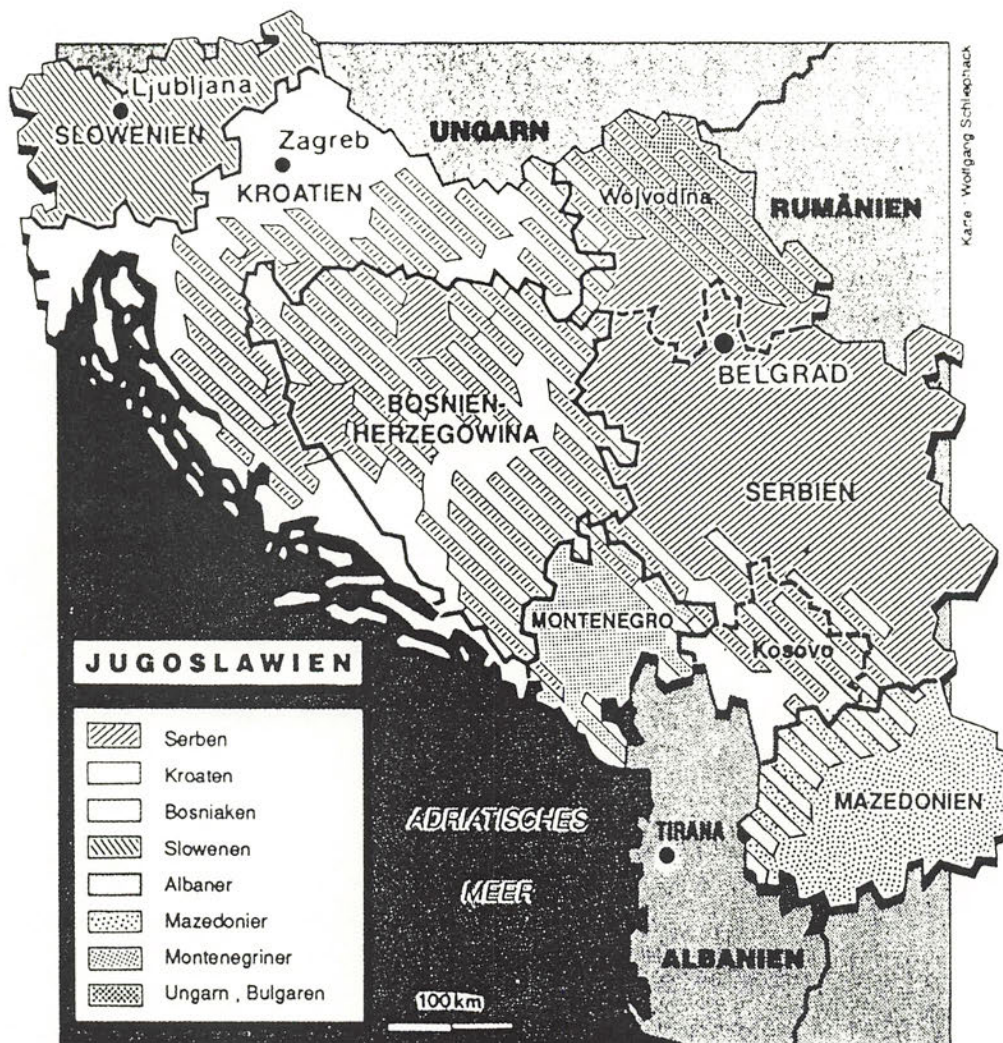 Ljubljana
SLOWENIEN
Zagreb
KROATIEN
UNGARN
Wojvodina
RUMÄNIEN
Karte Wolfgang Schliephack
BELGRAD
BOSNIEN-
HERZEGOWINA
SERBIEN
MONTENEGRO
Kosovo
JUGOSLAWIEN
Serben
Kroaten
Bosniaken
Slowenen
Albaner
Mazedonier
Montenegriner
Ungarn, Bulgaren
ADRIATISCHES
MEER
TIRANA
MAZEDONIEN
ALBANIEN
100 km